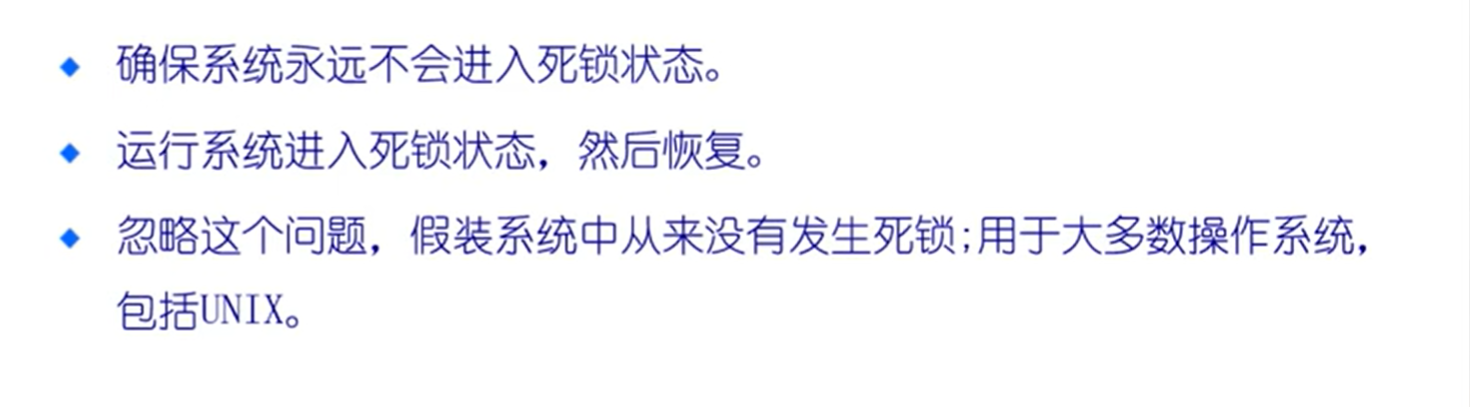 确保系统永远不会进入死锁状态。
运行系统进入死锁状态，然后恢复。
忽略这个问题，假装系统中从来没有发生死锁;用于大多数操作系统，
包括UNIX。